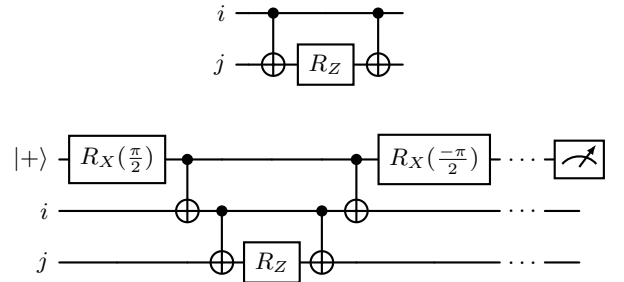 i
j R_Z
|+⟩ R_X(π/2) R_X(−π/2) ⋯
i ⋯
j R_Z ⋯